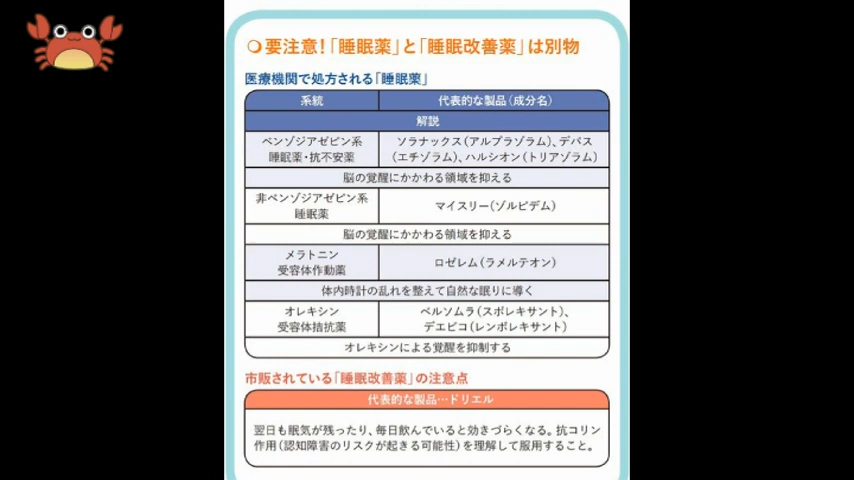 ○要注意!「睡眠薬」と「睡眠改善薬」は別物
医療機関で処方される「睡眠薬」
系統
代表的な製品(成分名)
解説
ベンゾジアゼピン系
睡眠薬・抗不安薬
ソラナックス(アルプラゾラム)、デパス
(エチゾラム)、ハルシオン(トリアゾラム)
脳の覚醒にかかわる領域を抑える
非ベンゾジアゼピン系
睡眠薬
マイスリー(ゾルピデム)
脳の覚醒にかかわる領域を抑える
メラトニン
受容体作動薬
ロゼレム(ラメルテオン)
体内時計の乱れを整えて自然な眠りに導く
オレキシン
受容体拮抗薬
ベルソムラ(スボレキサント)、
デエビゴ(レンボレキサント)
オレキシンによる覚醒を抑制する
市販されている「睡眠改善薬」の注意点
代表的な製品…ドリエル
翌日も眠気が残ったり、毎日飲んでいると効きづらくなる。抗コリン
作用(認知障害のリスクが起きる可能性)を理解して服用すること。